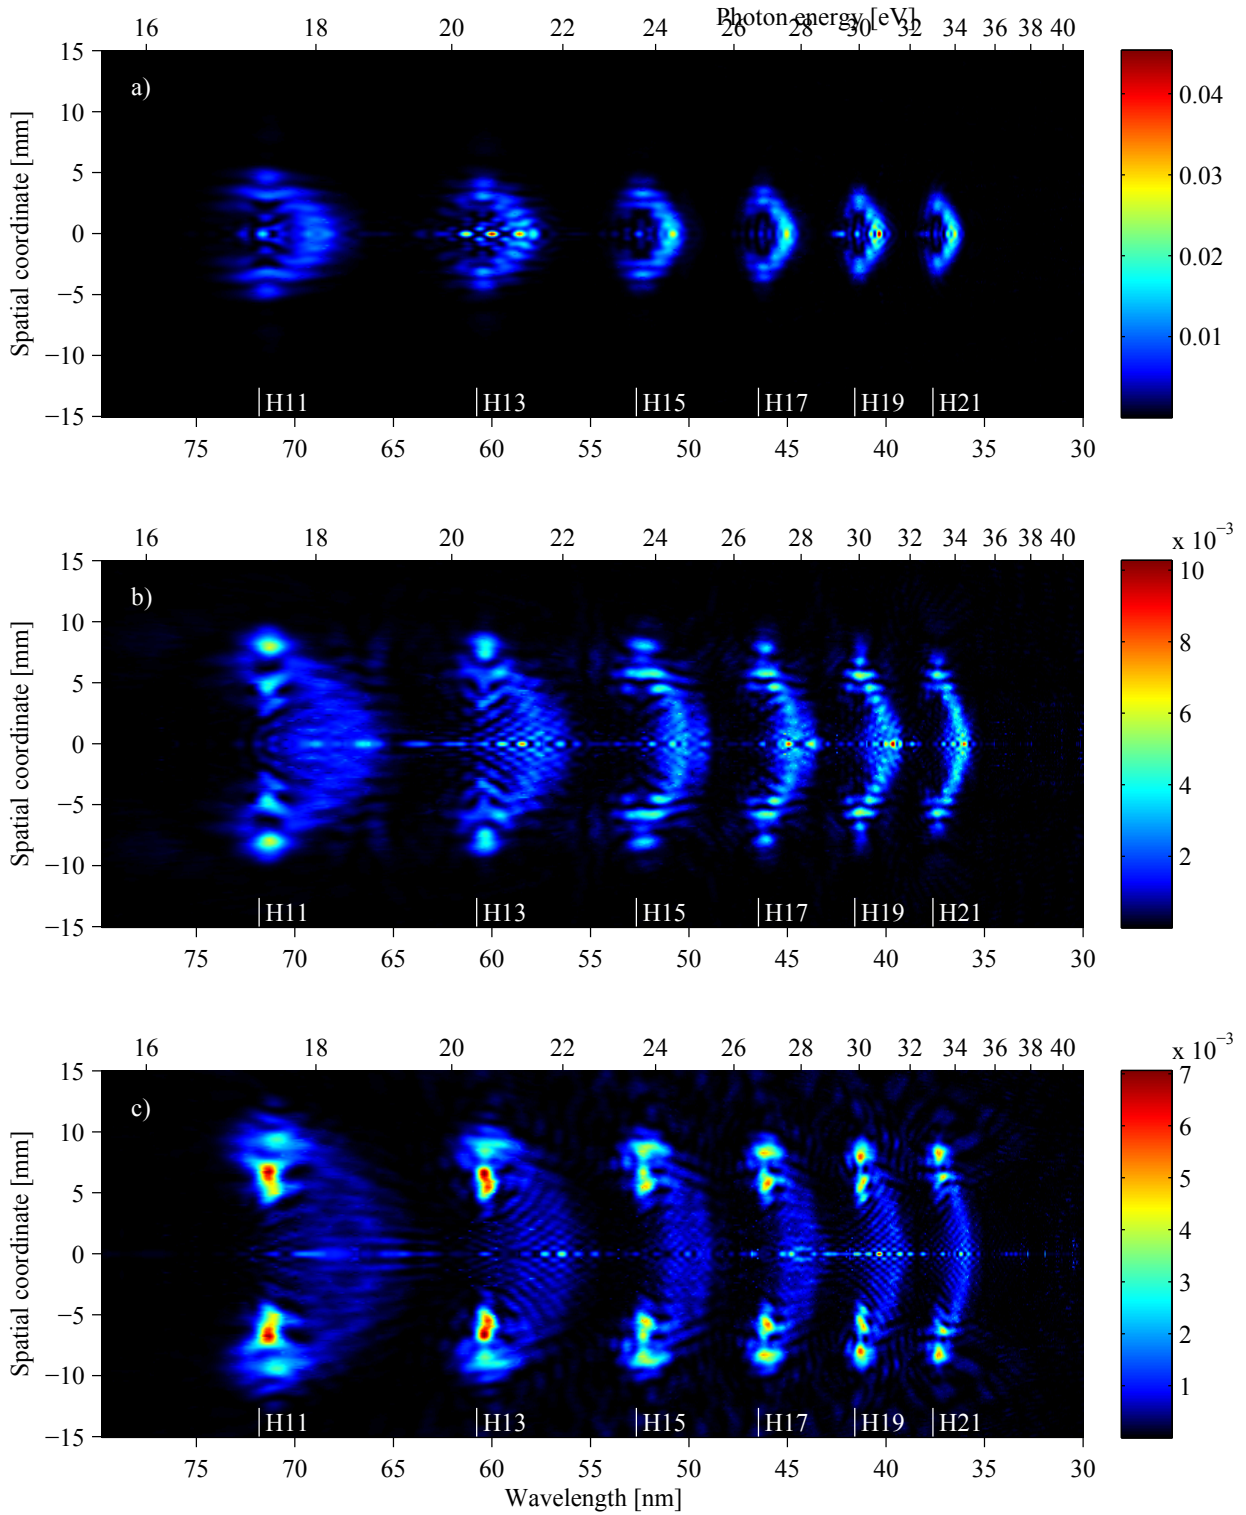 Photon energy [eV]
16 18 20 22 24 26 28 30 32 34 36 38 40
15
a)
10
5
0
−5
−10
−15
Spatial coordinate [mm]
H11 H13 H15 H17 H19 H21
75 70 65 60 55 50 45 40 35 30
0.04
0.03
0.02
0.01
16 18 20 22 24 26 28 30 32 34 36 38 40
x 10⁻³
15
b)
10
5
0
−5
−10
−15
Spatial coordinate [mm]
H11 H13 H15 H17 H19 H21
75 70 65 60 55 50 45 40 35 30
10
8
6
4
2
16 18 20 22 24 26 28 30 32 34 36 38 40
x 10⁻³
15
c)
10
5
0
−5
−10
−15
Spatial coordinate [mm]
H11 H13 H15 H17 H19 H21
75 70 65 60 55 50 45 40 35 30
Wavelength [nm]
7
6
5
4
3
2
1